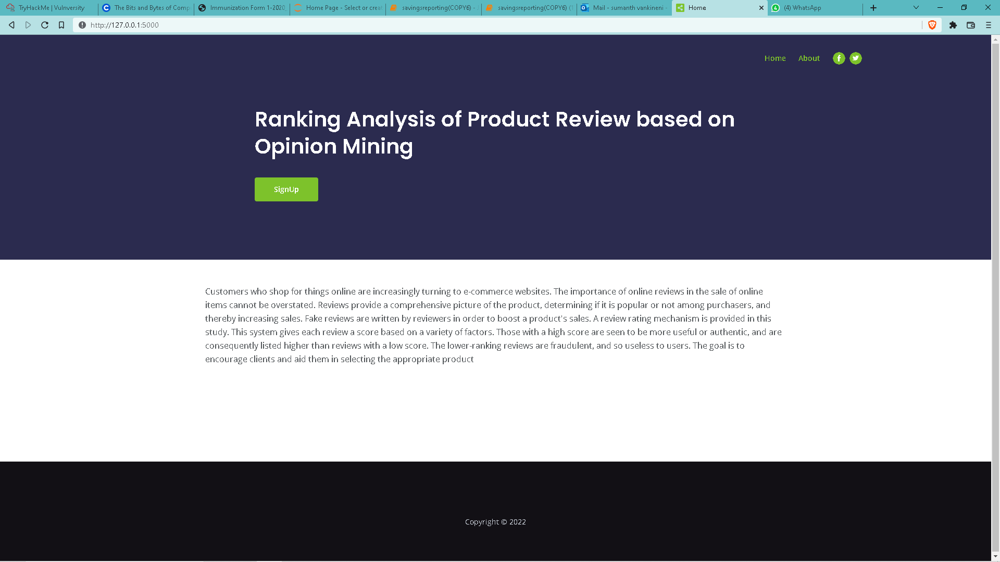 TryHackMe | Vulnversity
The Bits and Bytes of Comp
Immunization Form 1-2020
Home Page - Select or creat
savingsreporting(COPY6) -
savingsreporting(COPY6) (1
Mail - sumanth vankineni -
Home
4
(4) WhatsApp
http://127.0.0.1:5000
Home
About
Ranking Analysis of Product Review based on
Opinion Mining
SignUp
Customers who shop for things online are increasingly turning to e-commerce websites. The importance of online reviews in the sale of online
items cannot be overstated. Reviews provide a comprehensive picture of the product, determining if it is popular or not among purchasers, and
thereby increasing sales. Fake reviews are written by reviewers in order to boost a product's sales. A review rating mechanism is provided in this
study. This system gives each review a score based on a variety of factors. Those with a high score are seen to be more useful or authentic, and are
consequently listed higher than reviews with a low score. The lower-ranking reviews are fraudulent, and so useless to users. The goal is to
encourage clients and aid them in selecting the appropriate product
Copyright © 2022